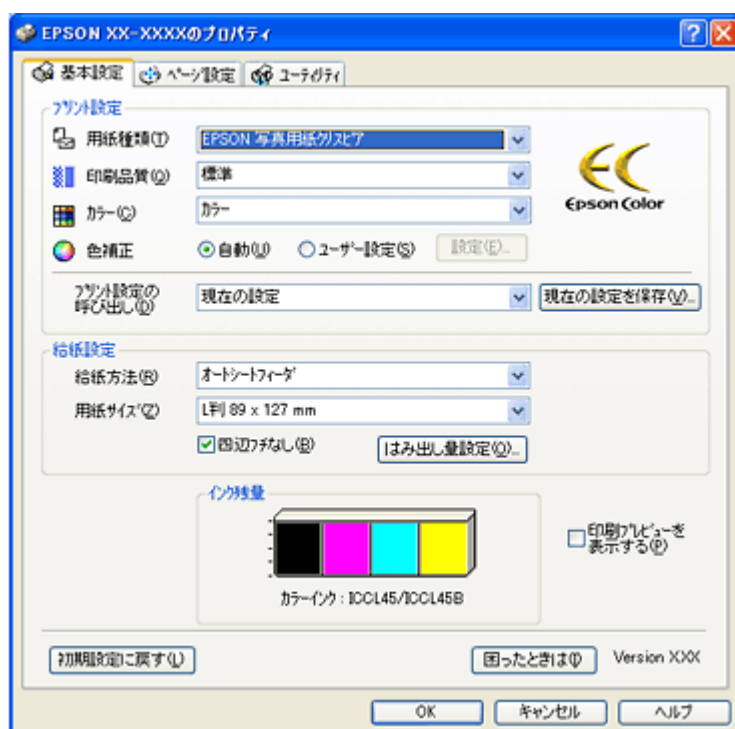 EPSON XX-XXXXのプロパティ
基本設定 ページ設定 ユーティリティ
プリント設定
用紙種類(T) EPSON 写真用紙クリスピア
印刷品質(Q) 標準
カラー(C) カラー
Epson Color
色補正 自動(U) ユーザー設定(S) 設定(E)...
プリント設定の
呼び出し(D) 現在の設定 現在の設定を保存(V)...
給紙設定
給紙方法(R) オートシートフィーダ
用紙サイズ(Z) L判 89 x 127 mm
四辺フチなし(B) はみ出し量設定(O)...
インク残量
印刷プレビューを
表示する(P)
カラーインク : ICCL45/ICCL45B
初期設定に戻す(L) 困ったときは(I) Version X.XX
OK キャンセル ヘルプ